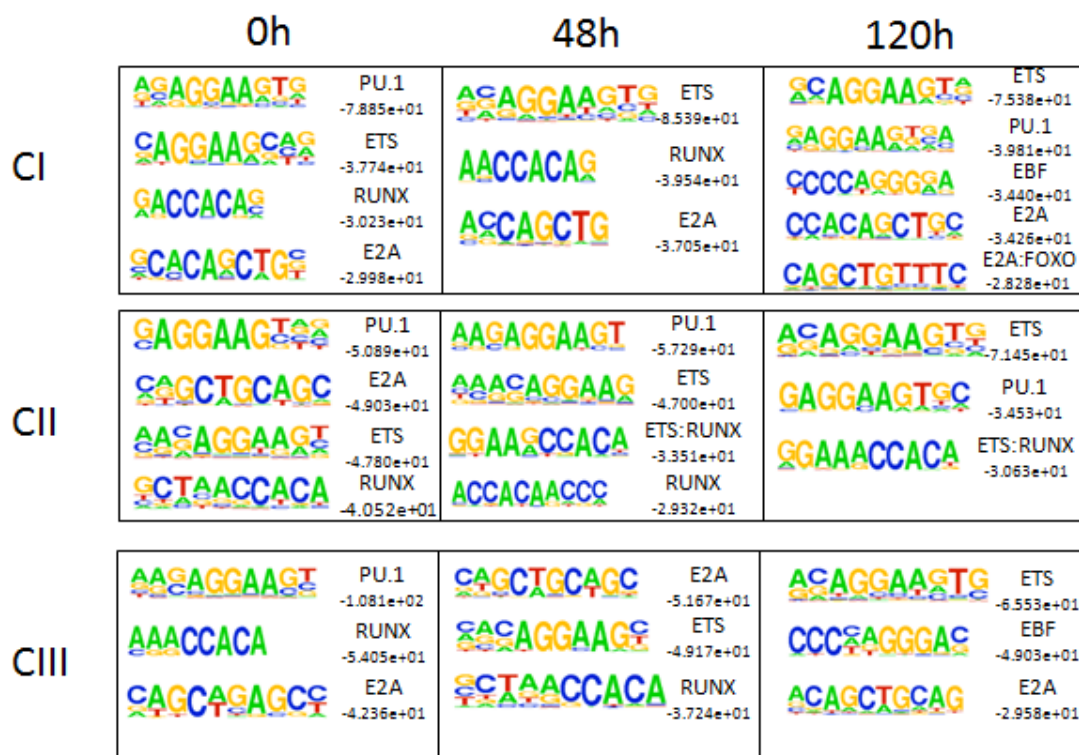 0h 48h 120h
CI
AGAGGAAGTG PU.1
-7.885e+01
CAGGAAGCAG ETS
-3.774e+01
GACCACAG RUNX
-3.023e+01
GCACAGCTGC E2A
-2.998e+01
ACAGGAAGTG ETS
-8.539e+01
AACCACAG RUNX
-3.954e+01
ACCAGCTG E2A
-3.705e+01
GCAGGAAGTA ETS
-7.538e+01
GAGGAAGTGA PU.1
-3.981e+01
CCCCAGGGGA EBF
-3.440e+01
CCACAGCTGC E2A
-3.426e+01
CAGCTGTTTC E2A:FOXO
-2.828e+01
CII
GAGGAAGTAG PU.1
-5.089e+01
CAGCTGCAGC E2A
-4.903e+01
AACAGGAAGT ETS
-4.780e+01
GCTAACCACA RUNX
-4.052e+01
AAGAGGAAGT PU.1
-5.729e+01
AAACAGGAAG ETS
-4.700e+01
GGAAGCCACA ETS:RUNX
-3.351e+01
ACCACAACCC RUNX
-2.932e+01
ACAGGAAGTG ETS
-7.145e+01
GAGGAAGTGC PU.1
-3.453+01
GGAAACCACA ETS:RUNX
-3.063e+01
CIII
AAGAGGAAGT PU.1
-1.081e+02
AAACCACA RUNX
-5.405e+01
CAGCTGAGCC E2A
-4.236e+01
CAGCTGCAGC E2A
-5.167e+01
CACAGGAAGC ETS
-4.917e+01
GCTAACCACA RUNX
-3.724e+01
ACAGGAAGTG ETS
-6.553e+01
CCCCAGGGAC EBF
-4.903e+01
ACAGCTGCAG E2A
-2.958e+01